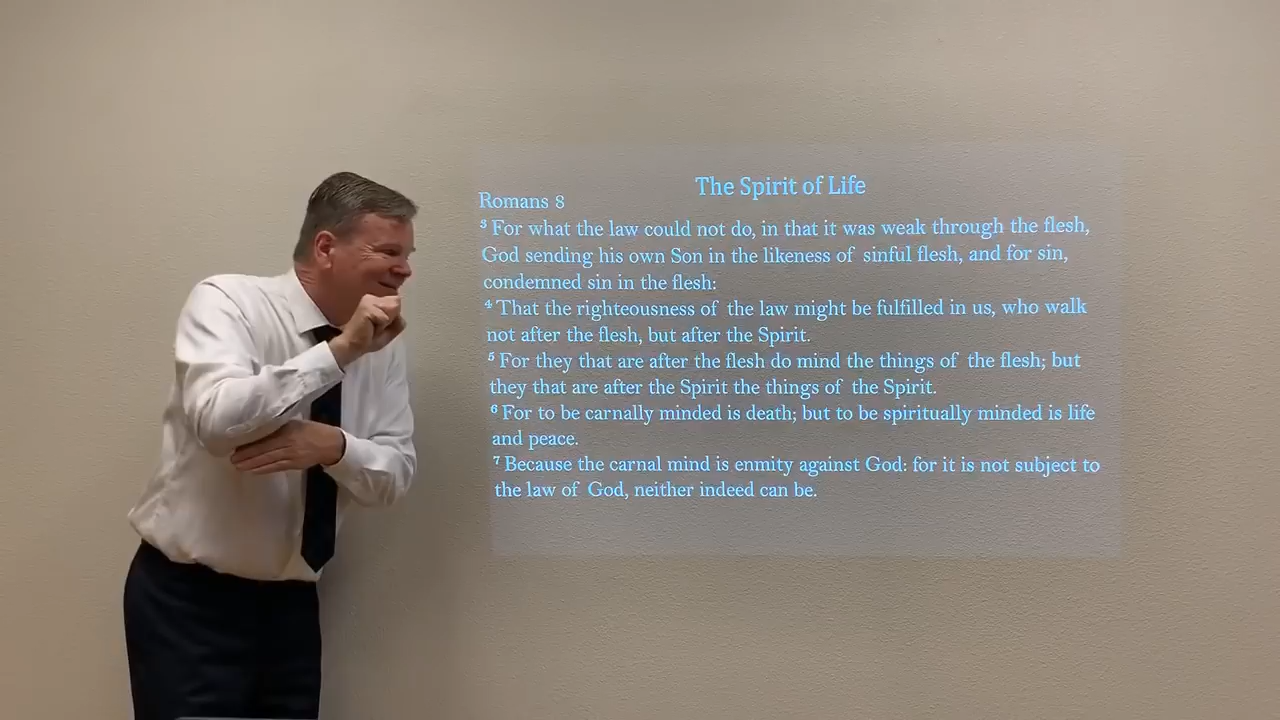 The Spirit of Life
Romans 8
³ For what the law could not do, in that it was weak through the flesh,
God sending his own Son in the likeness of sinful flesh, and for sin,
condemned sin in the flesh:
⁴ That the righteousness of the law might be fulfilled in us, who walk
not after the flesh, but after the Spirit.
⁵ For they that are after the flesh do mind the things of the flesh; but
they that are after the Spirit the things of the Spirit.
⁶ For to be carnally minded is death; but to be spiritually minded is life
and peace.
⁷ Because the carnal mind is enmity against God: for it is not subject to
the law of God, neither indeed can be.